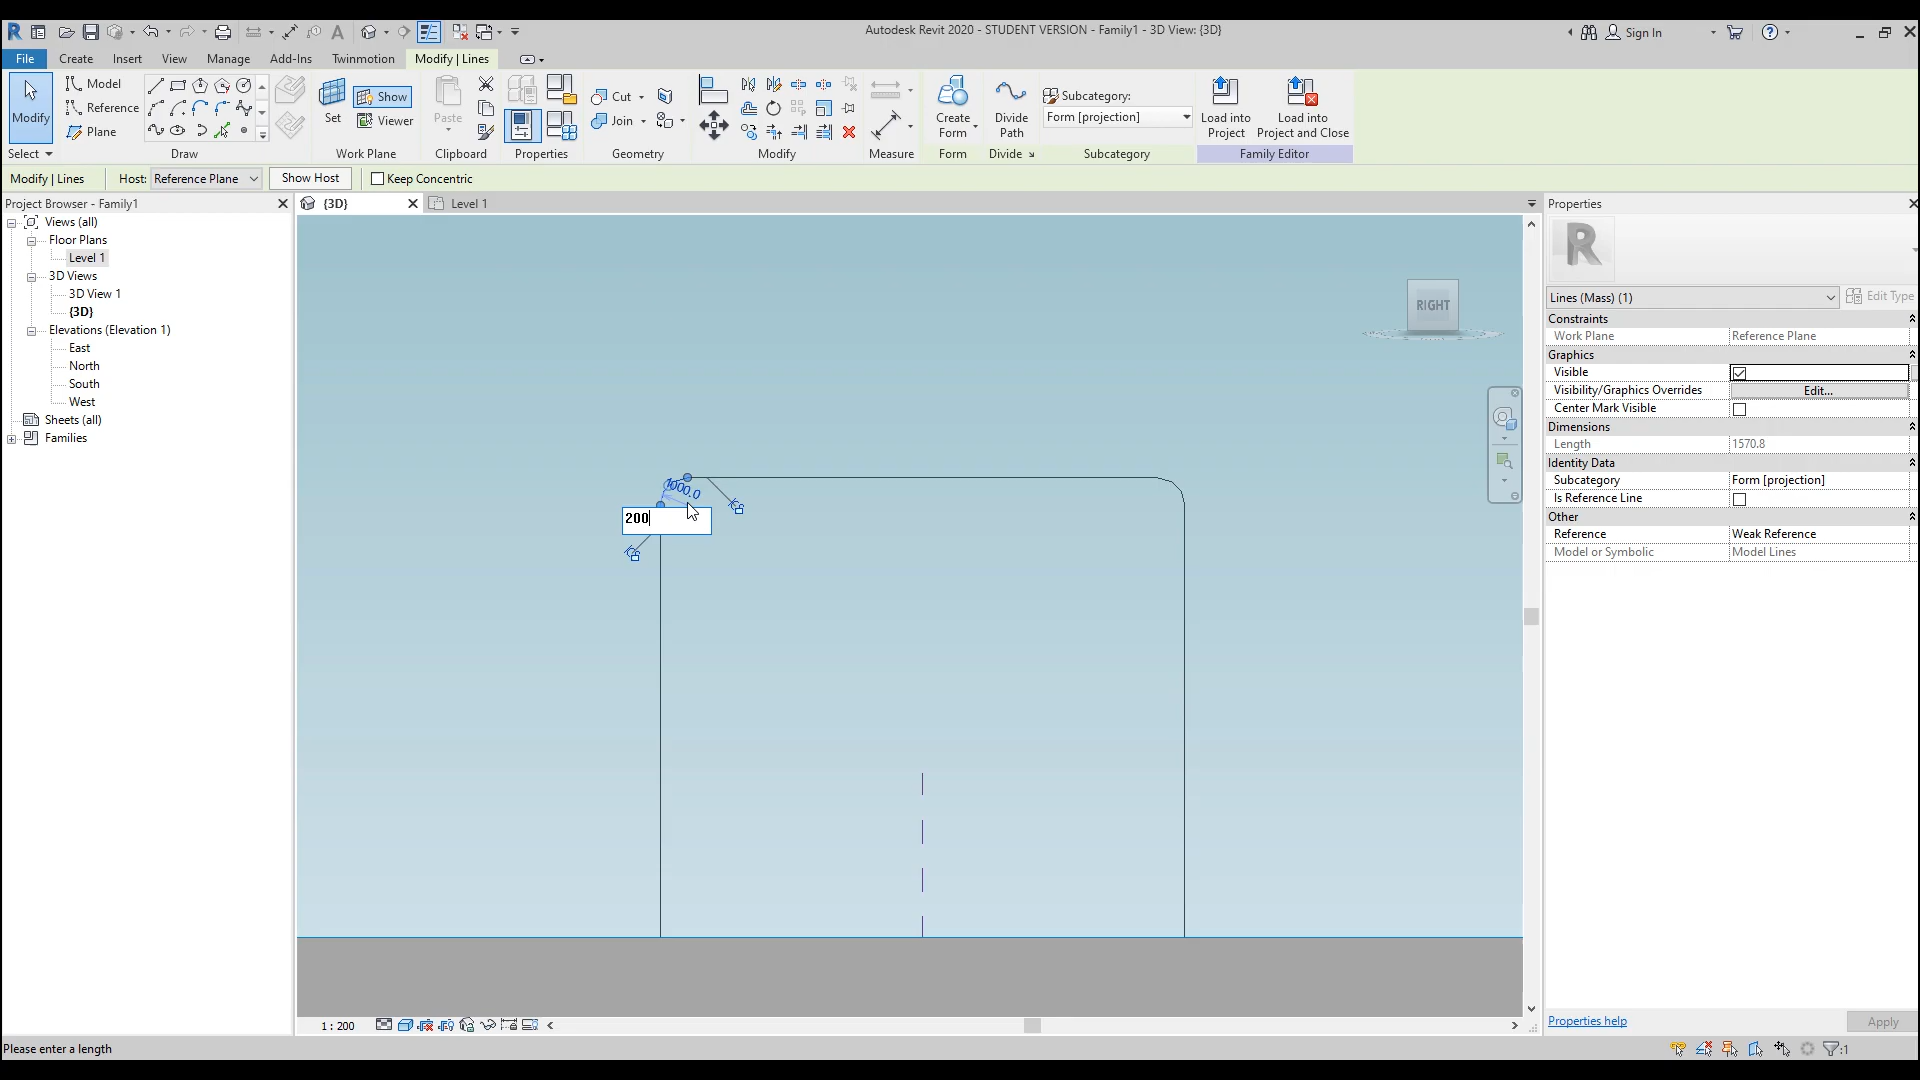 Autodesk Revit 2020 - STUDENT VERSION - Family1 - 3D View: {3D}
Sign In
File Create Insert View Manage Add-Ins Twinmotion Modify | Lines
Modify
Model
Reference
Plane
Set
Show
Viewer
Paste
Cut
Join
Create
Form
Divide
Path
Subcategory:
Form [projection]
Load into
Project
Load into
Project and Close
Select
Draw
Work Plane
Clipboard
Properties
Geometry
Modify
Measure
Form
Divide
Subcategory
Family Editor
Modify | Lines
Host:
Reference Plane
Show Host
Keep Concentric
Project Browser - Family1
Views (all)
Floor Plans
Level 1
3D Views
3D View 1
{3D}
Elevations (Elevation 1)
East
North
South
West
Sheets (all)
Families
{3D}
Level 1
RIGHT
1000.0
200
1 : 200
Properties
R
Lines (Mass) (1)
Edit Type
Constraints
Work Plane Reference Plane
Graphics
Visible
Visibility/Graphics Overrides Edit...
Center Mark Visible
Dimensions
Length 1570.8
Identity Data
Subcategory Form [projection]
Is Reference Line
Other
Reference Weak Reference
Model or Symbolic Model Lines
Properties help
Apply
Please enter a length
:1